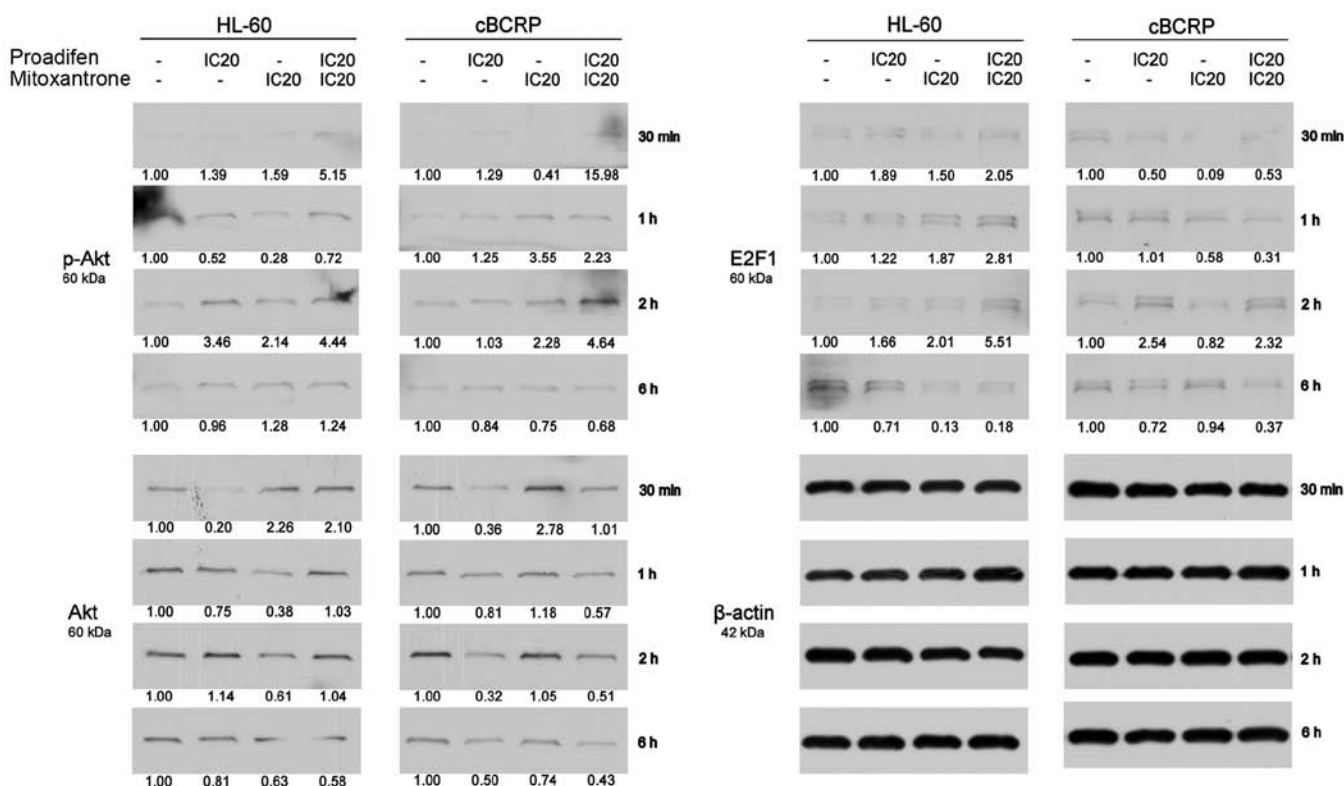 HL-60 cBCRP
Proadifen - IC20 - IC20 - IC20 - IC20
Mitoxantrone - - IC20 IC20 - - IC20 IC20
30 min
1.00 1.39 1.59 5.15 1.00 1.29 0.41 15.98
1 h
p-Akt
60 kDa
1.00 0.52 0.28 0.72 1.00 1.25 3.55 2.23
2 h
1.00 3.46 2.14 4.44 1.00 1.03 2.28 4.64
6 h
1.00 0.96 1.28 1.24 1.00 0.84 0.75 0.68
30 min
1.00 0.20 2.26 2.10 1.00 0.36 2.78 1.01
1 h
Akt
60 kDa
1.00 0.75 0.38 1.03 1.00 0.81 1.18 0.57
2 h
1.00 1.14 0.61 1.04 1.00 0.32 1.05 0.51
6 h
1.00 0.81 0.63 0.58 1.00 0.50 0.74 0.43
HL-60 cBCRP
- IC20 - IC20 - IC20 - IC20
- - IC20 IC20 - - IC20 IC20
30 min
1.00 1.89 1.50 2.05 1.00 0.50 0.09 0.53
1 h
E2F1
60 kDa
1.00 1.22 1.87 2.81 1.00 1.01 0.58 0.31
2 h
1.00 1.66 2.01 5.51 1.00 2.54 0.82 2.32
6 h
1.00 0.71 0.13 0.18 1.00 0.72 0.94 0.37
30 min
1 h
β-actin
42 kDa
2 h
6 h